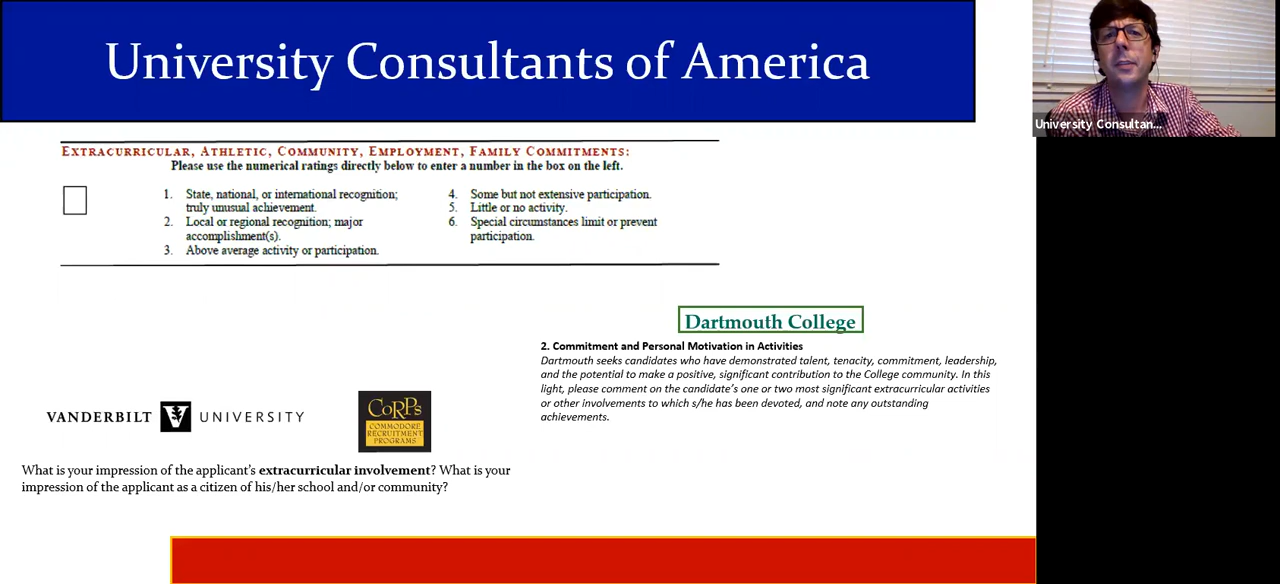 University Consultants of America
University Consultan...
EXTRACURRICULAR, ATHLETIC, COMMUNITY, EMPLOYMENT, FAMILY COMMITMENTS:
Please use the numerical ratings directly below to enter a number in the box on the left.
1. State, national, or international recognition;
truly unusual achievement.
2. Local or regional recognition; major
accomplishment(s).
3. Above average activity or participation.
4. Some but not extensive participation.
5. Little or no activity.
6. Special circumstances limit or prevent
participation.
Dartmouth College
2. Commitment and Personal Motivation in Activities
Dartmouth seeks candidates who have demonstrated talent, tenacity, commitment, leadership,
and the potential to make a positive, significant contribution to the College community. In this
light, please comment on the candidate's one or two most significant extracurricular activities
or other involvements to which s/he has been devoted, and note any outstanding
achievements.
VANDERBILT V UNIVERSITY
CoRPs
COMMODORE
RECRUITMENT
PROGRAMS
What is your impression of the applicant's extracurricular involvement? What is your
impression of the applicant as a citizen of his/her school and/or community?